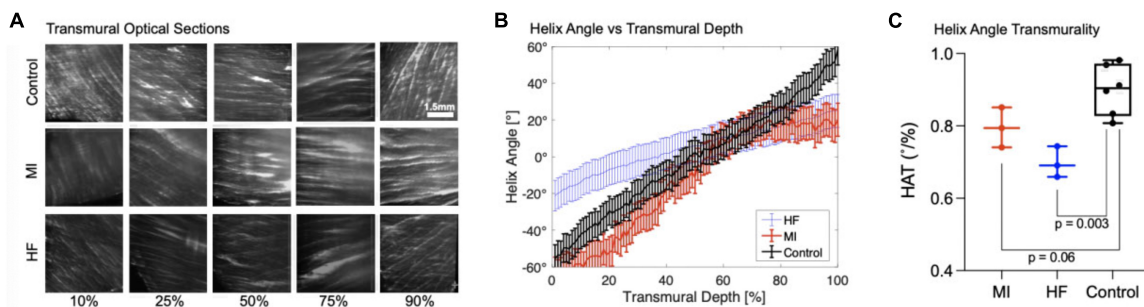 A
Transmural Optical Sections
Control
MI
HF
1.5mm
10% 25% 50% 75% 90%
B
Helix Angle vs Transmural Depth
Helix Angle [°]
60°
40°
20°
0°
-20°
-40°
-60°
0 20 40 60 80 100
Transmural Depth [%]
HF
MI
Control
C
Helix Angle Transmurality
HAT (°/%)
1.0
0.8
0.6
0.4
p = 0.003
p = 0.06
MI HF Control